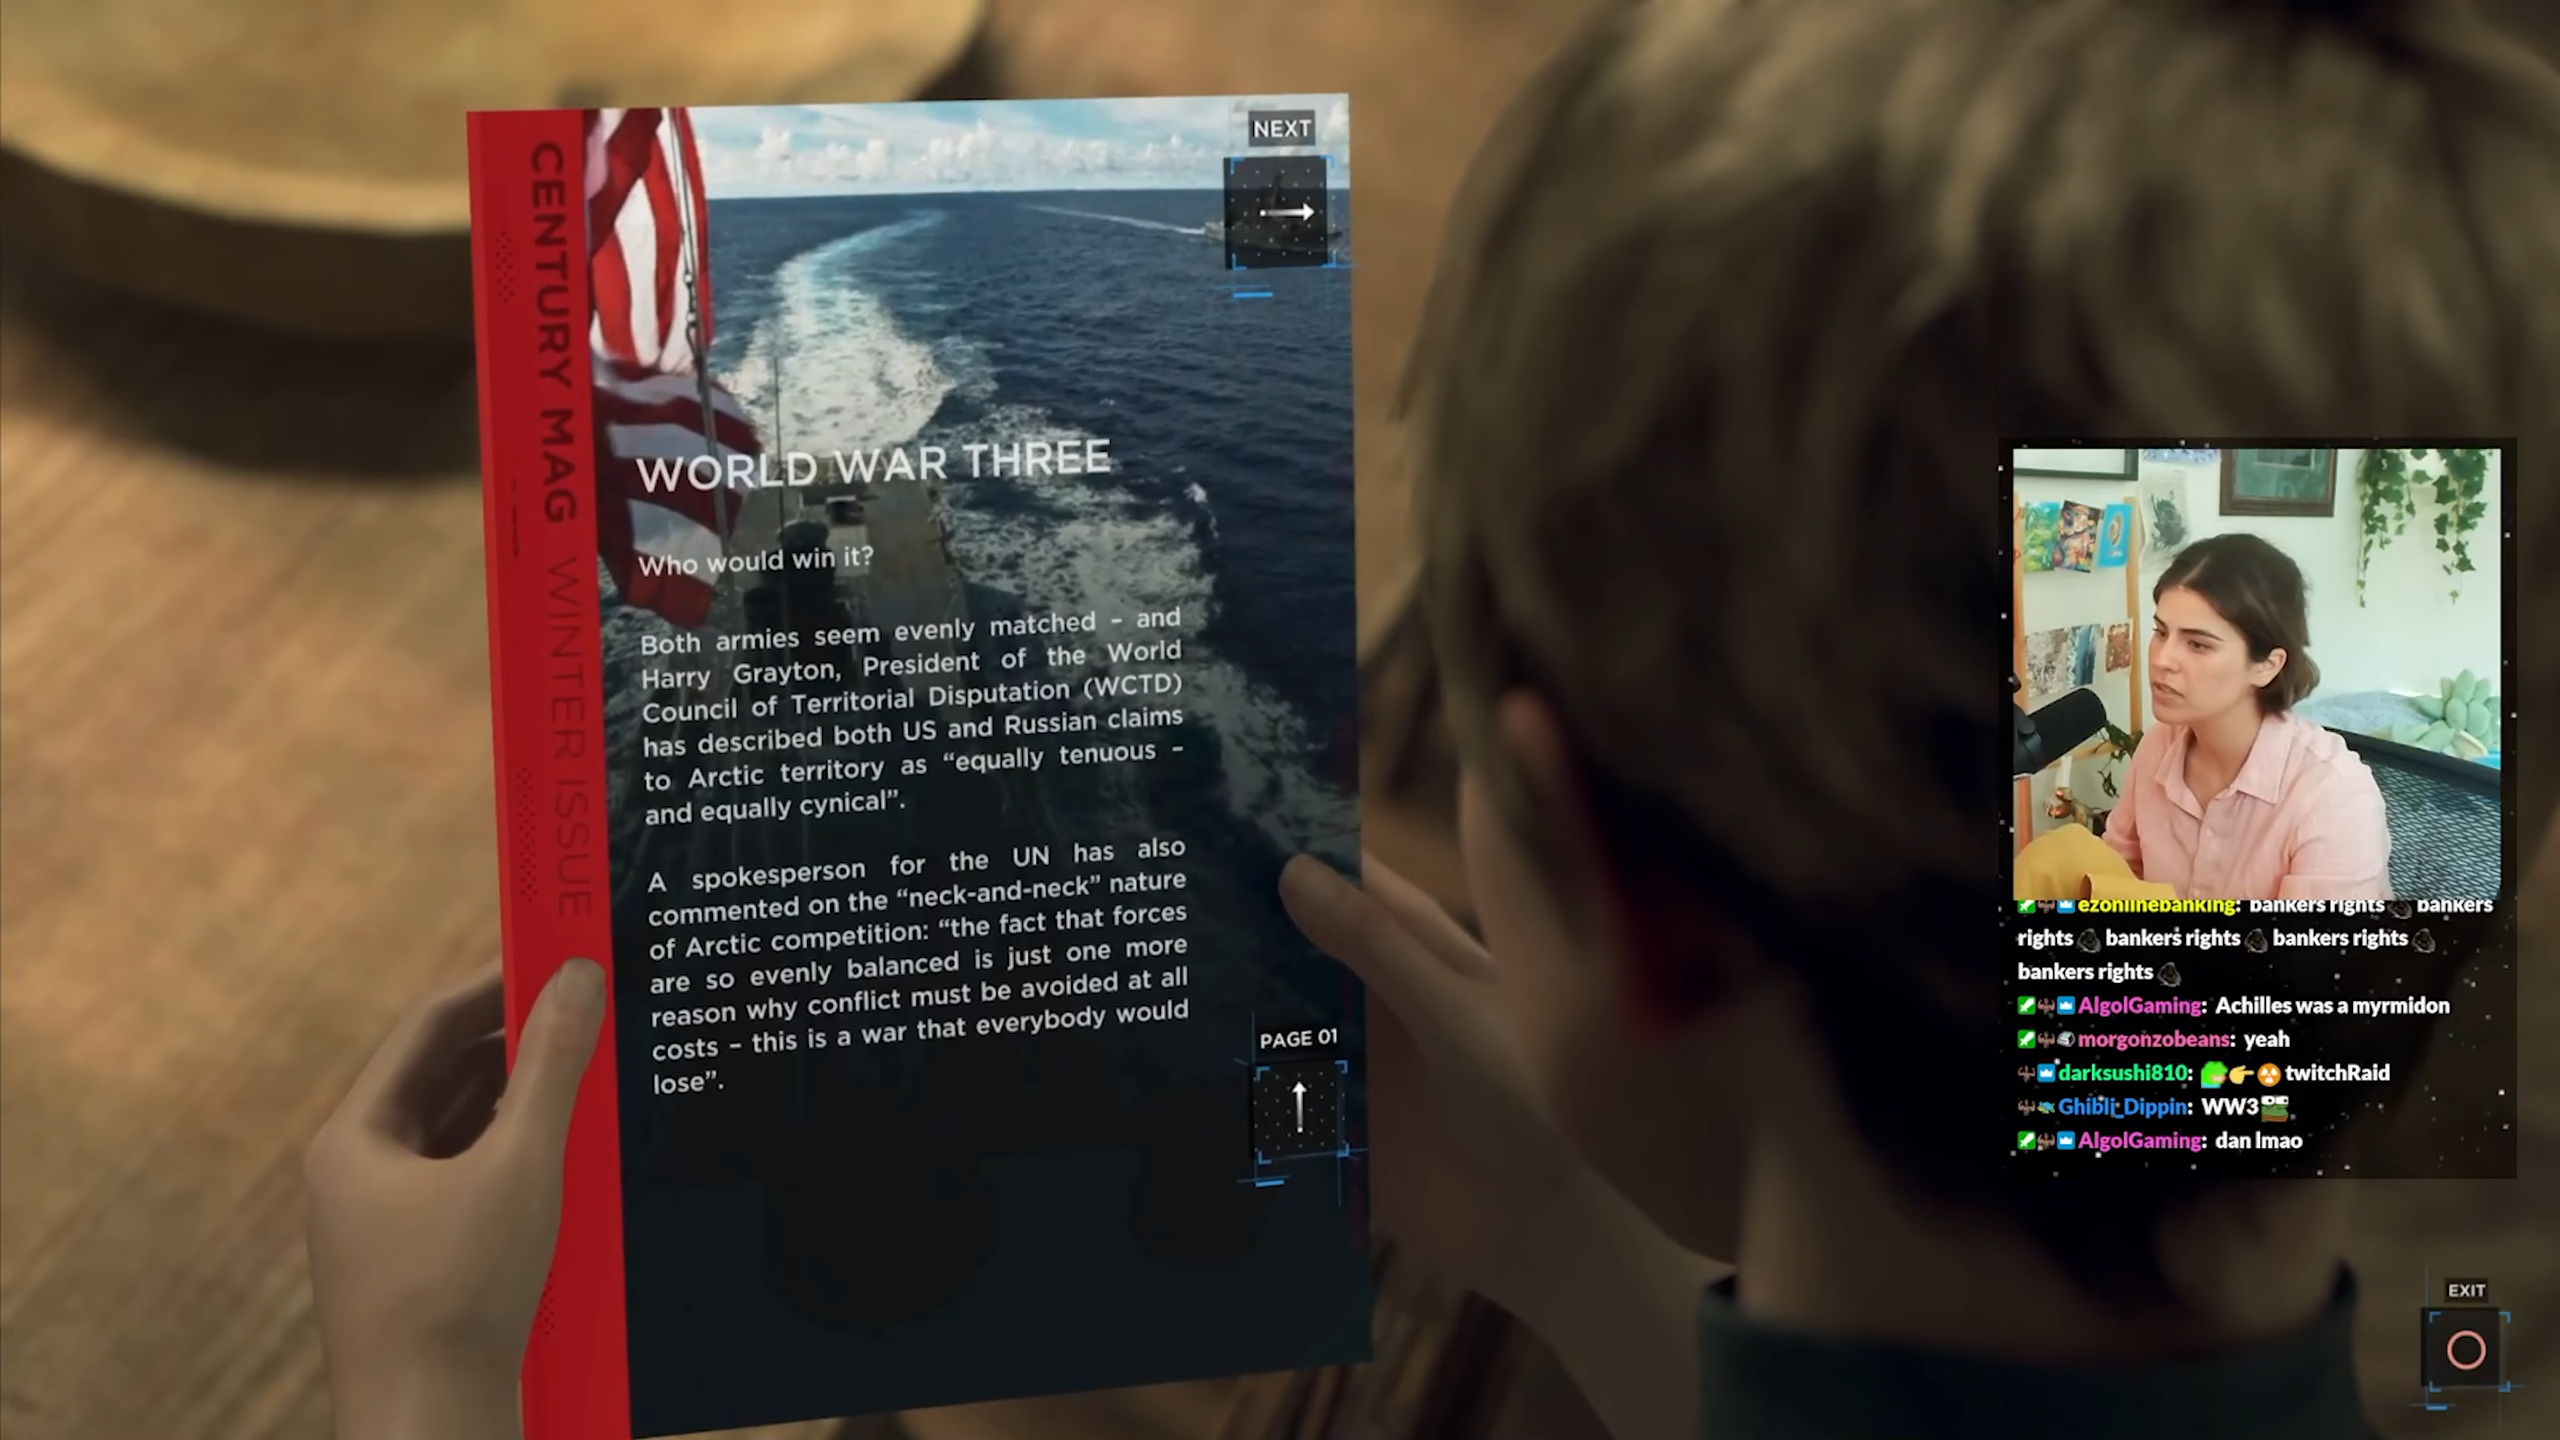 CENTURY MAG WINTER ISSUE
NEXT
WORLD WAR THREE
Who would win it?
Both armies seem evenly matched – and
Harry Grayton, President of the World
Council of Territorial Disputation (WCTD)
has described both US and Russian claims
to Arctic territory as “equally tenuous –
and equally cynical”.
A spokesperson for the UN has also
commented on the “neck-and-neck” nature
of Arctic competition: “the fact that forces
are so evenly balanced is just one more
reason why conflict must be avoided at all
costs – this is a war that everybody would
lose”.
PAGE 01
ezonlinebanking: bankers rights bankers
rights bankers rights bankers rights
bankers rights
AlgolGaming: Achilles was a myrmidon
morgonzobeans: yeah
darksushi810: twitchRaid
Ghibli_Dippin: WW3
AlgolGaming: dan lmao
EXIT